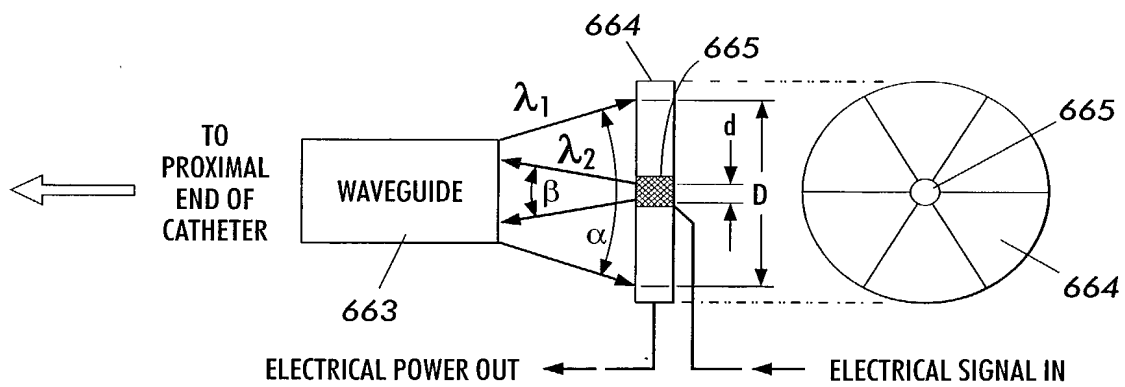 664
665
λ1
λ2
β
α
d
D
TO
PROXIMAL
END OF
CATHETER
WAVEGUIDE
663
665
664
ELECTRICAL POWER OUT
ELECTRICAL SIGNAL IN